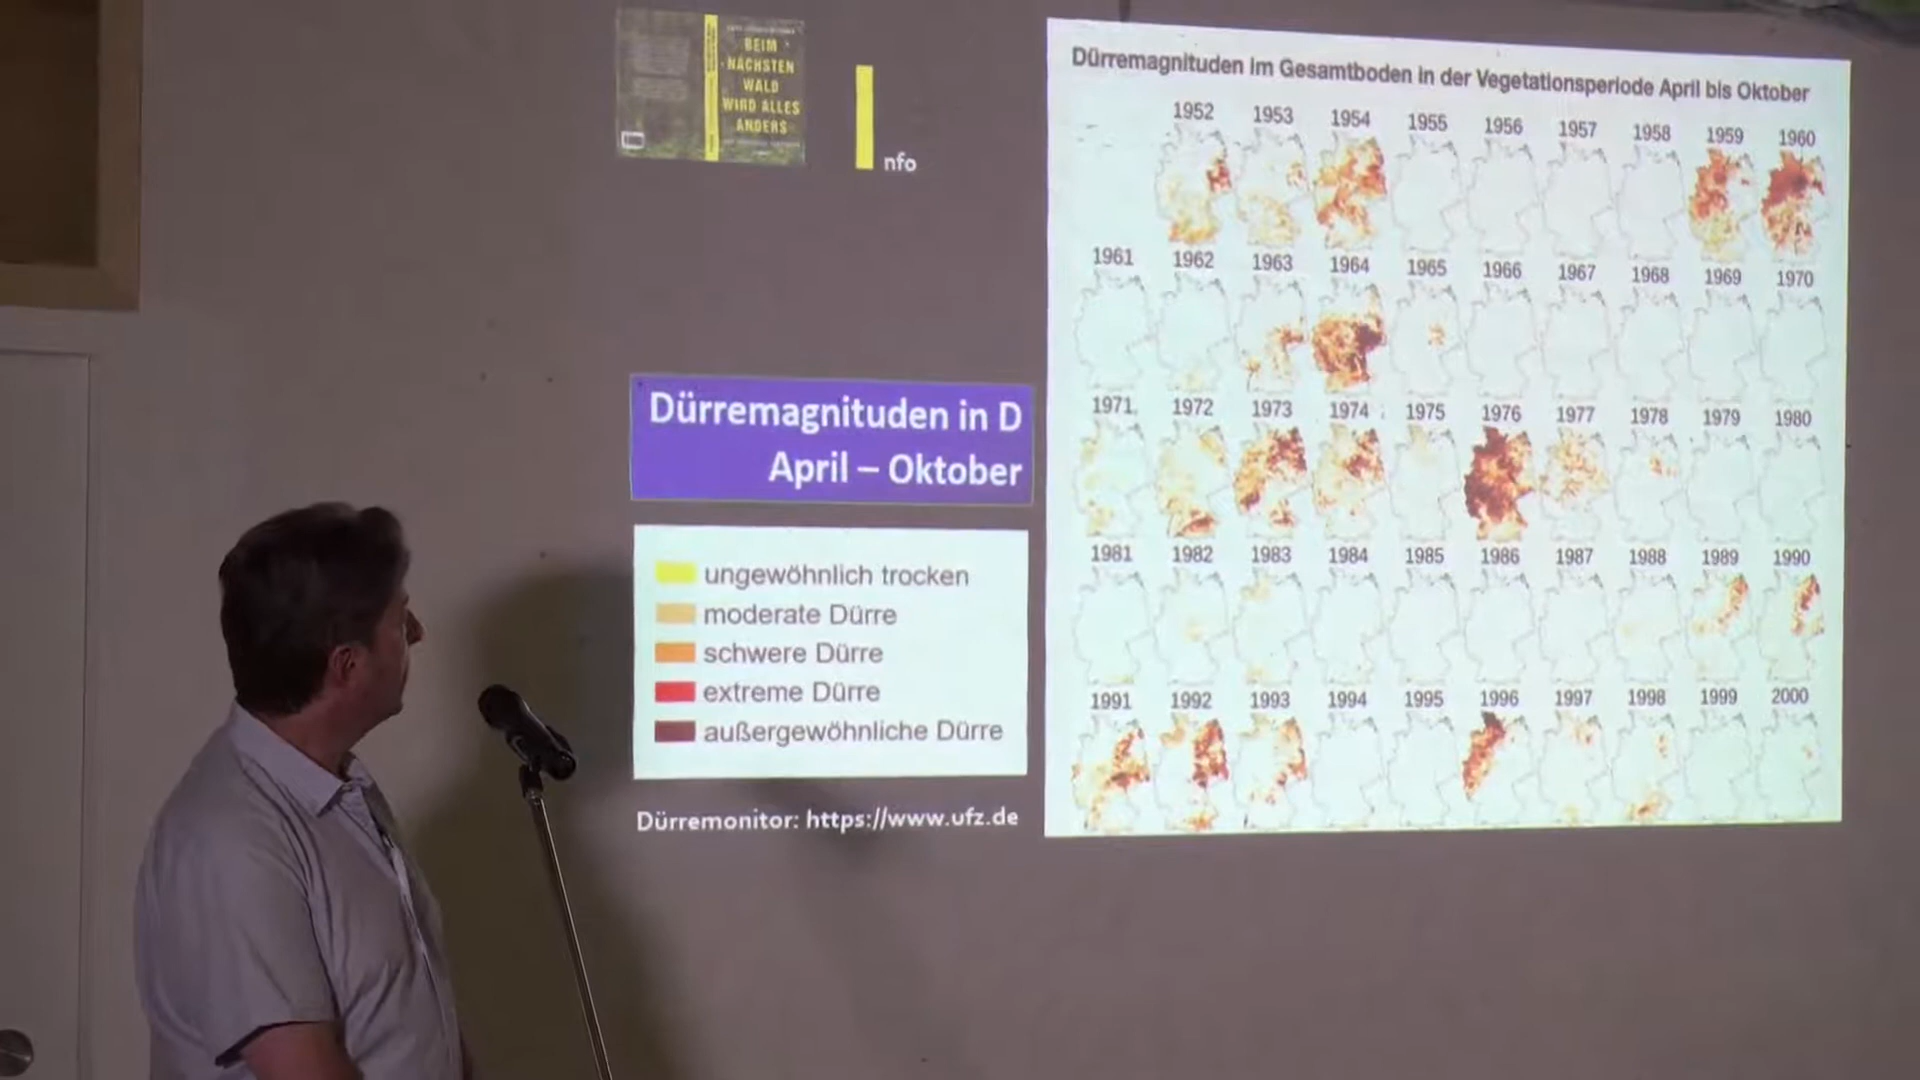 BEIM
NÄCHSTEN
WALD
WIRD ALLES
ANDERS
nfo
Dürremagnituden im Gesamtboden in der Vegetationsperiode April bis Oktober
1952 1953 1954 1955 1956 1957 1958 1959 1960
1961 1962 1963 1964 1965 1966 1967 1968 1969 1970
1971 1972 1973 1974 1975 1976 1977 1978 1979 1980
1981 1982 1983 1984 1985 1986 1987 1988 1989 1990
1991 1992 1993 1994 1995 1996 1997 1998 1999 2000
Dürremagnituden in D
April – Oktober
ungewöhnlich trocken
moderate Dürre
schwere Dürre
extreme Dürre
außergewöhnliche Dürre
Dürremonitor: https://www.ufz.de